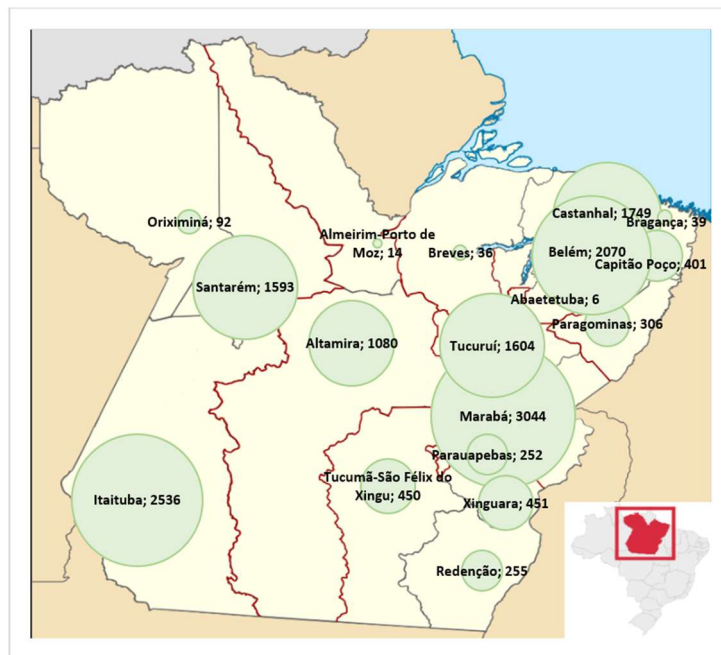 Castanhal; 1749
Bragança; 39
Oriximiná; 92
Almeirim-Porto de
Moz; 14
Breves; 36
Belém; 2070
Capitão Poço; 401
Santarém; 1593
Abaetetuba; 6
Paragominas; 306
Altamira; 1080
Tucuruí; 1604
Marabá; 3044
Parauapebas; 252
Tucumã-São Félix do
Xingu; 450
Itaituba; 2536
Xinguara; 451
Redenção; 255